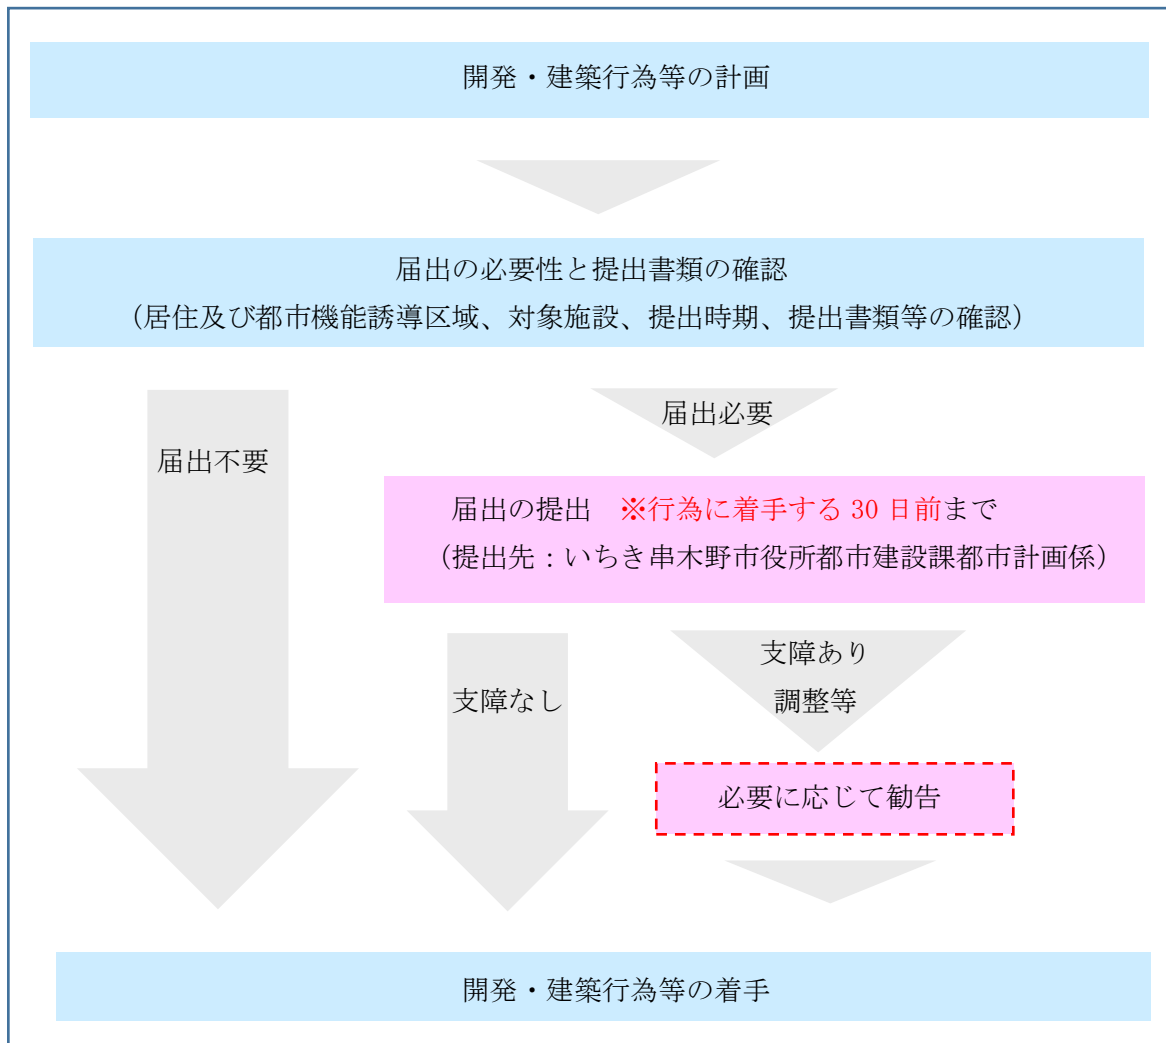 開発・建築行為等の計画
届出の必要性と提出書類の確認
（居住及び都市機能誘導区域、対象施設、提出時期、提出書類等の確認）
届出不要
届出必要
届出の提出　※行為に着手する 30 日前まで
（提出先：いちき串木野市役所都市建設課都市計画係）
支障なし
支障あり
調整等
必要に応じて勧告
開発・建築行為等の着手